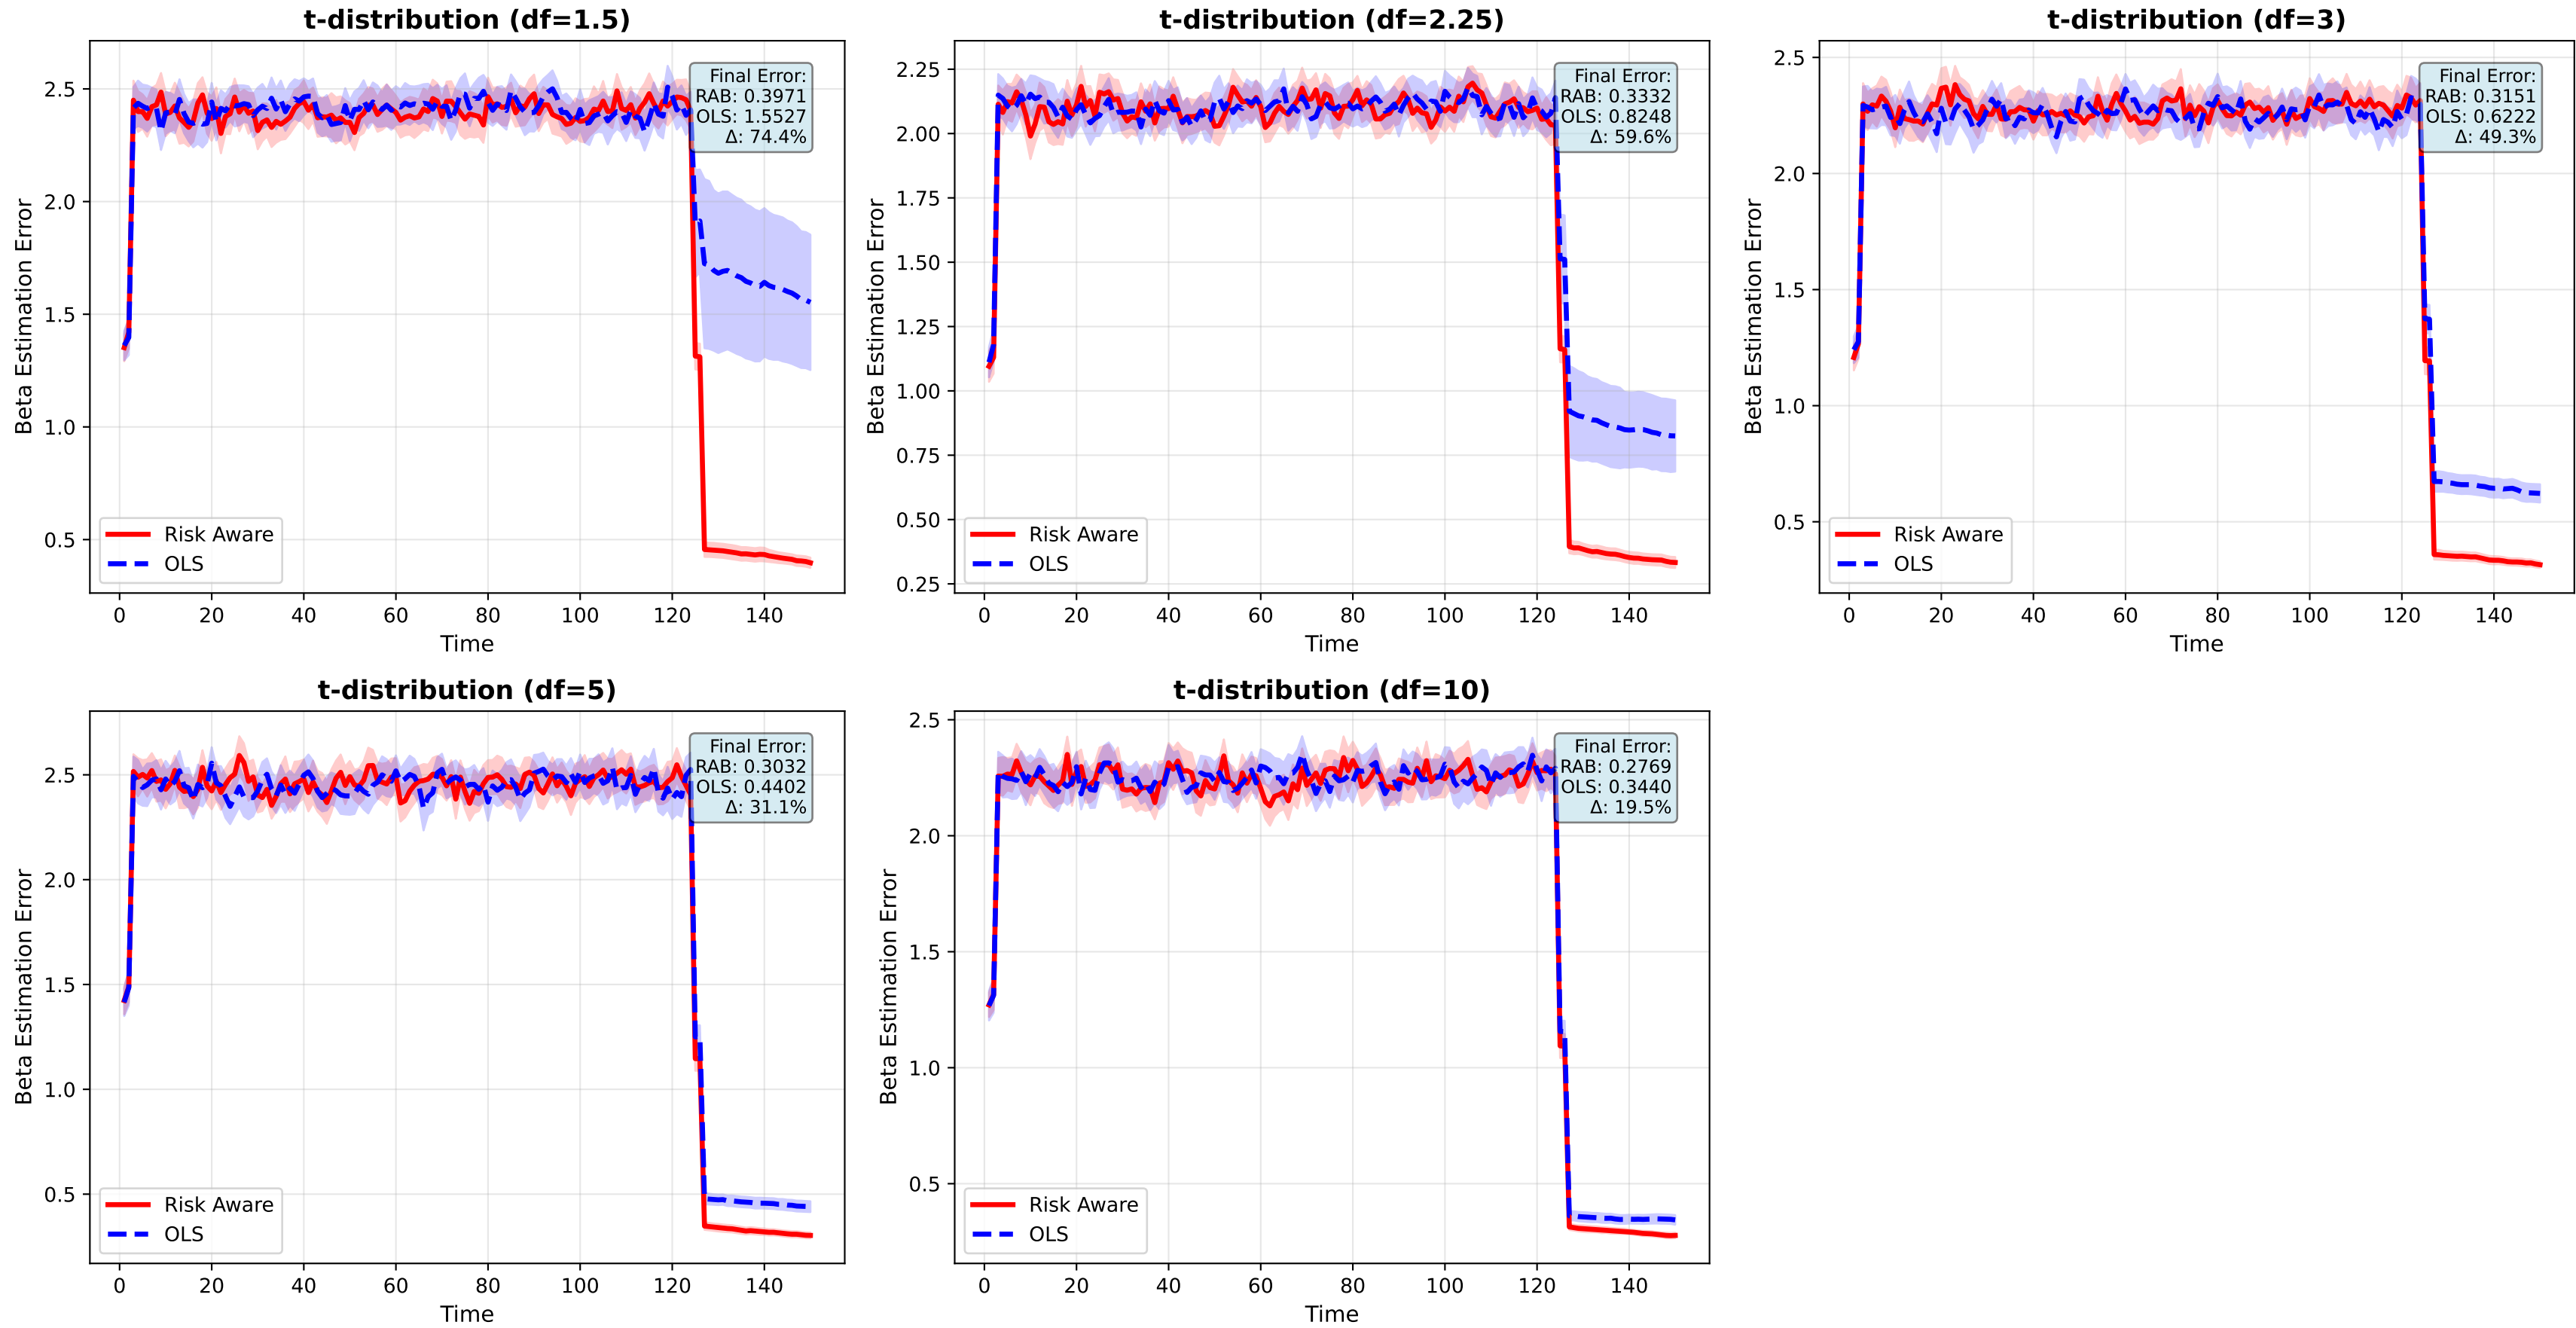 t-distribution (df=1.5)
Beta Estimation Error
2.5
2.0
1.5
1.0
0.5
Final Error:
RAB: 0.3971
OLS: 1.5527
Δ: 74.4%
Risk Aware
OLS
0 20 40 60 80 100 120 140
Time
t-distribution (df=2.25)
Beta Estimation Error
2.25
2.00
1.75
1.50
1.25
1.00
0.75
0.50
0.25
Final Error:
RAB: 0.3332
OLS: 0.8248
Δ: 59.6%
Risk Aware
OLS
0 20 40 60 80 100 120 140
Time
t-distribution (df=3)
Beta Estimation Error
2.5
2.0
1.5
1.0
0.5
Final Error:
RAB: 0.3151
OLS: 0.6222
Δ: 49.3%
Risk Aware
OLS
0 20 40 60 80 100 120 140
Time
t-distribution (df=5)
Beta Estimation Error
2.5
2.0
1.5
1.0
0.5
Final Error:
RAB: 0.3032
OLS: 0.4402
Δ: 31.1%
Risk Aware
OLS
0 20 40 60 80 100 120 140
Time
t-distribution (df=10)
Beta Estimation Error
2.5
2.0
1.5
1.0
0.5
Final Error:
RAB: 0.2769
OLS: 0.3440
Δ: 19.5%
Risk Aware
OLS
0 20 40 60 80 100 120 140
Time